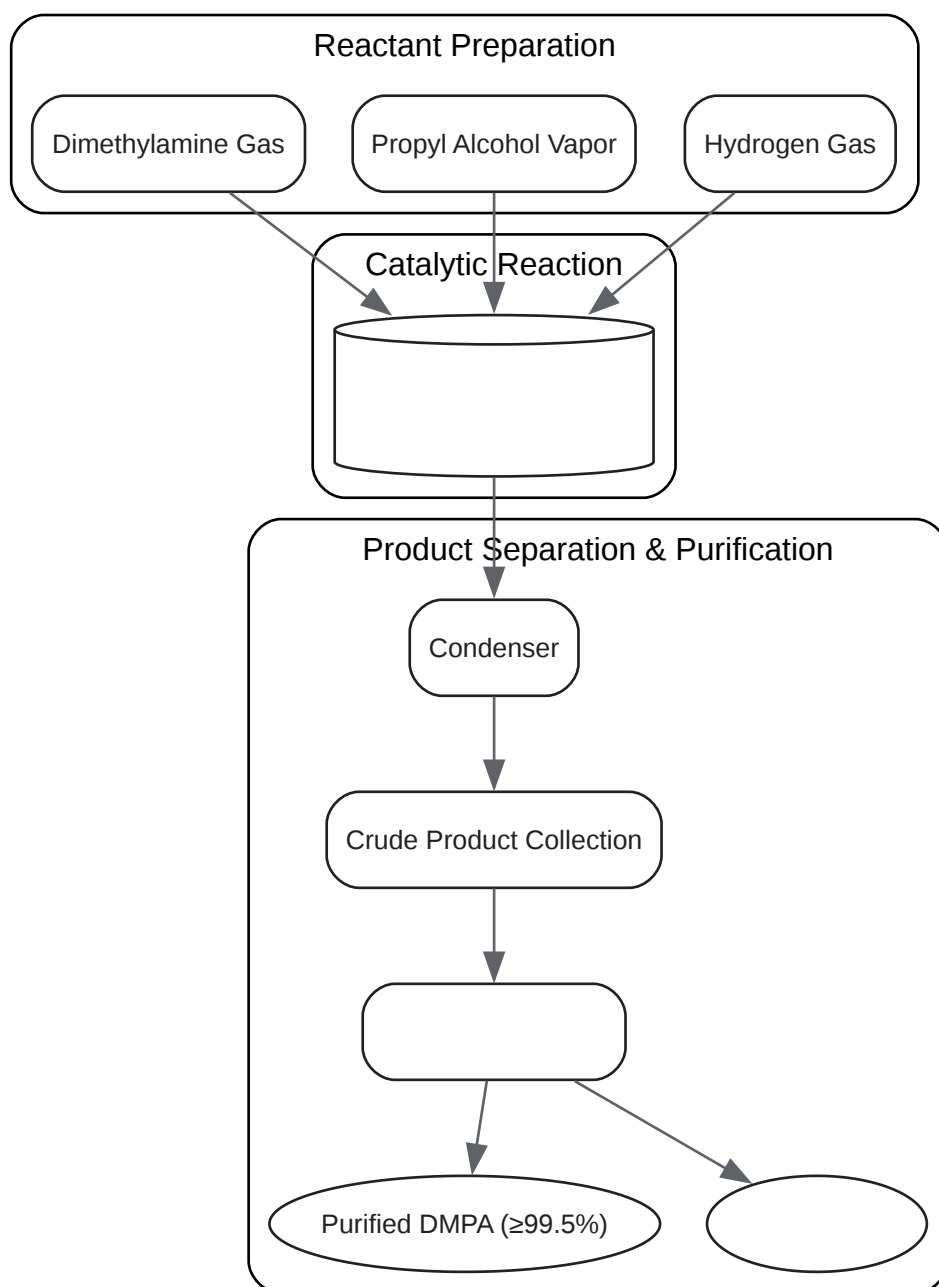 Reactant Preparation
Dimethylamine Gas
Propyl Alcohol Vapor
Hydrogen Gas
Catalytic Reaction
Product Separation & Purification
Condenser
Crude Product Collection
Purified DMPA (≥99.5%)